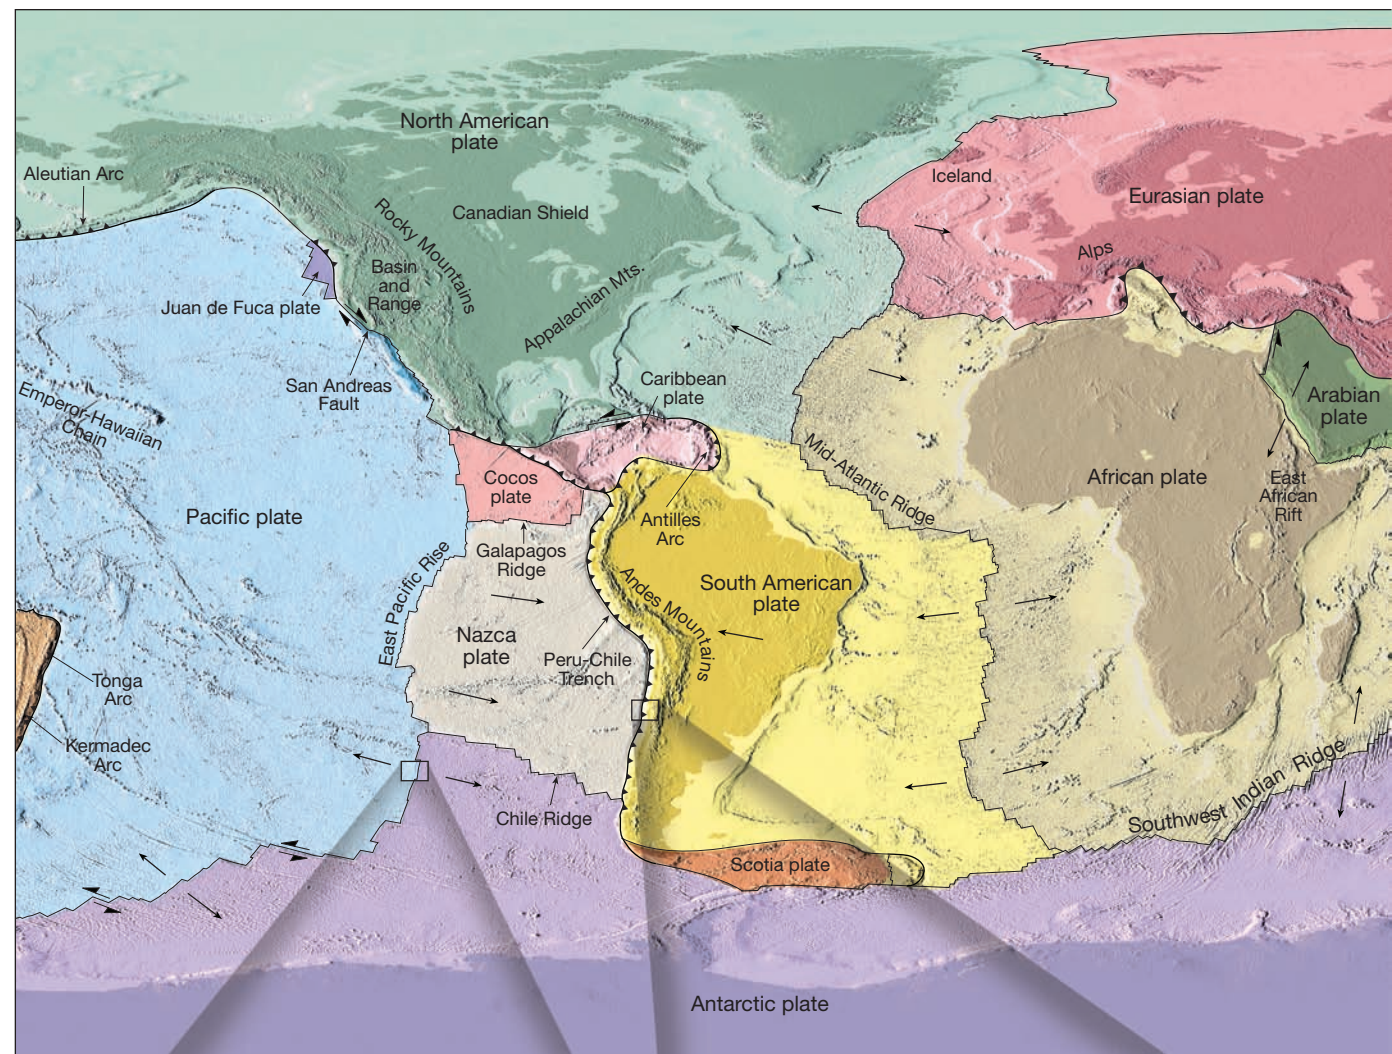 North American
plate
Aleutian Arc
Iceland
Eurasian plate
Canadian Shield
Rocky Mountains
Alps
Basin
and
Range
Juan de Fuca plate
Appalachian Mts.
San Andreas
Fault
Caribbean
plate
Arabian
plate
Emperor-Hawaiian
Chain
Mid-Atlantic Ridge
Cocos
plate
African plate
East
African
Rift
Pacific plate
Antilles
Arc
Galapagos
Ridge
East Pacific Rise
South American
plate
Andes Mountains
Nazca
plate
Peru-Chile
Trench
Tonga
Arc
Kermadec
Arc
Chile Ridge
Southwest Indian Ridge
Scotia plate
Antarctic plate